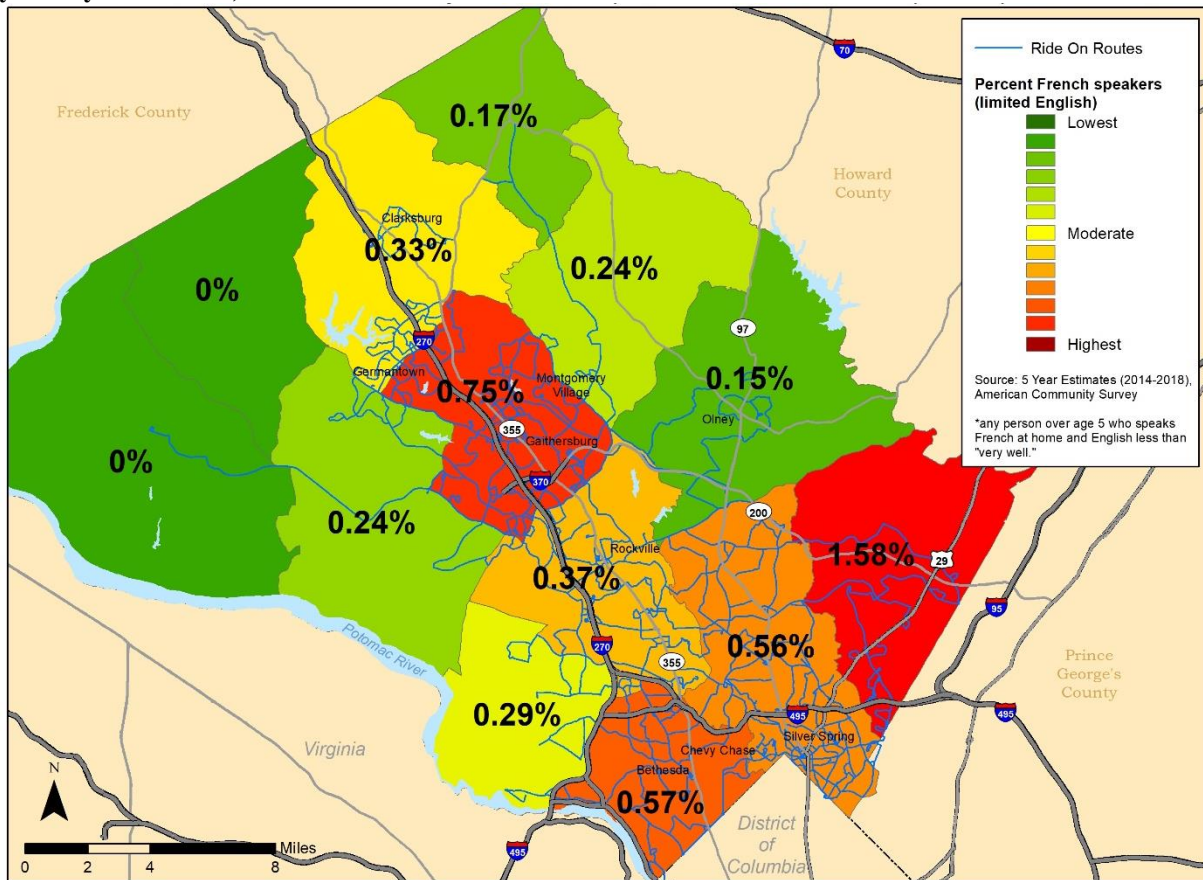 70
Ride On Routes
Percent French speakers
(limited English)
Lowest
Moderate
Highest
Source: 5 Year Estimates (2014-2018),
American Community Survey
*any person over age 5 who speaks
French at home and English less than
"very well."
Frederick County
Howard
County
0.17%
Clarksburg
0.33%
0.24%
0%
97
270
Germantown
0.75%
Montgomery
Village
0.15%
Olney
355
Gaithersburg
0%
370
200
0.24%
Rockville
1.58%
29
0.37%
95
Potomac River
270
355
0.56%
Prince
George's
County
0.29%
495
495
Virginia
Silver Spring
Chevy Chase
Bethesda
0.57%
N
District
of
Columbia
Miles
0 2 4 8
495